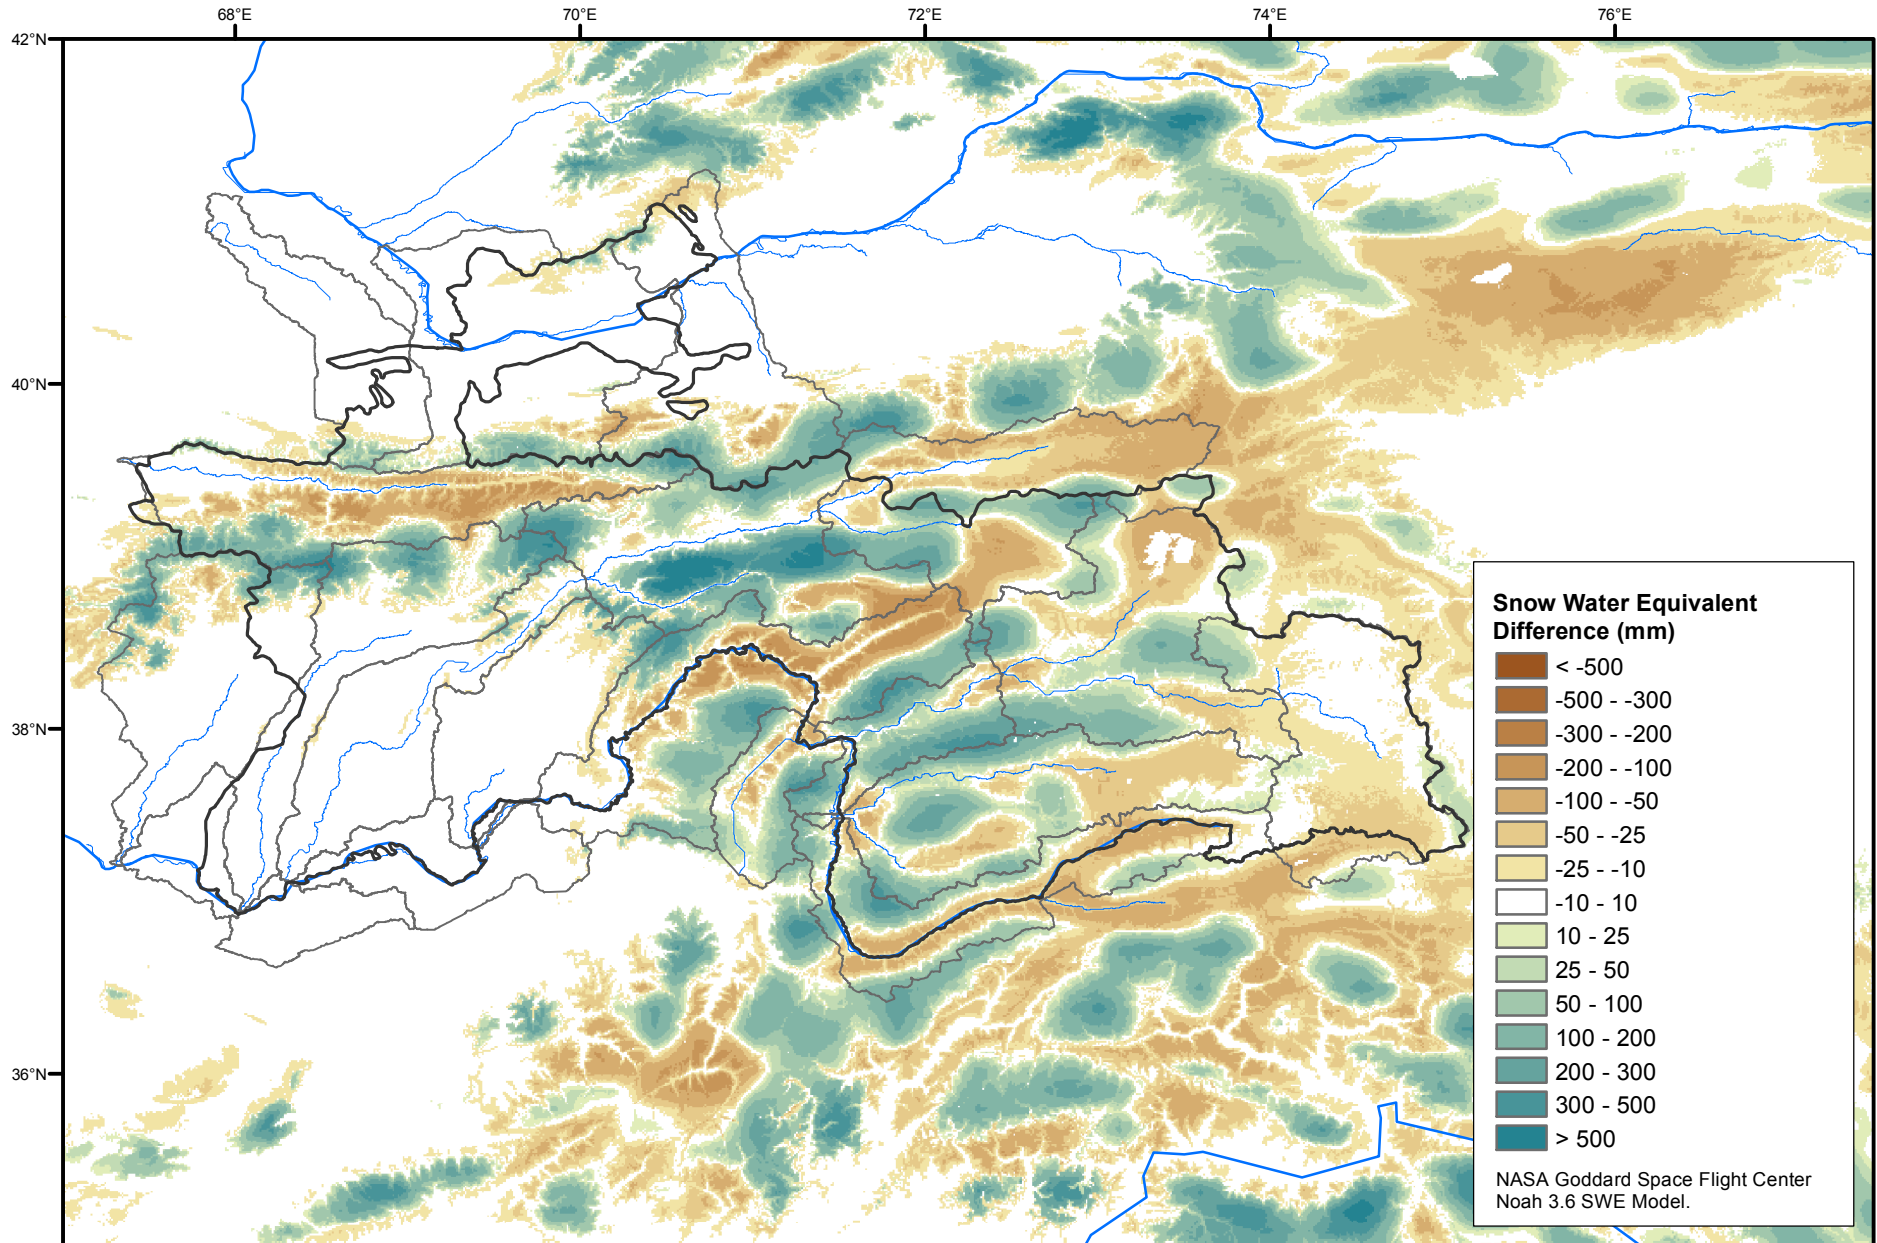 68°E 70°E 72°E 74°E 76°E
42°N
40°N
38°N
36°N
Snow Water Equivalent
Difference (mm)
< -500
-500 - -300
-300 - -200
-200 - -100
-100 - -50
-50 - -25
-25 - -10
-10 - 10
10 - 25
25 - 50
50 - 100
100 - 200
200 - 300
300 - 500
> 500
NASA Goddard Space Flight Center
Noah 3.6 SWE Model.